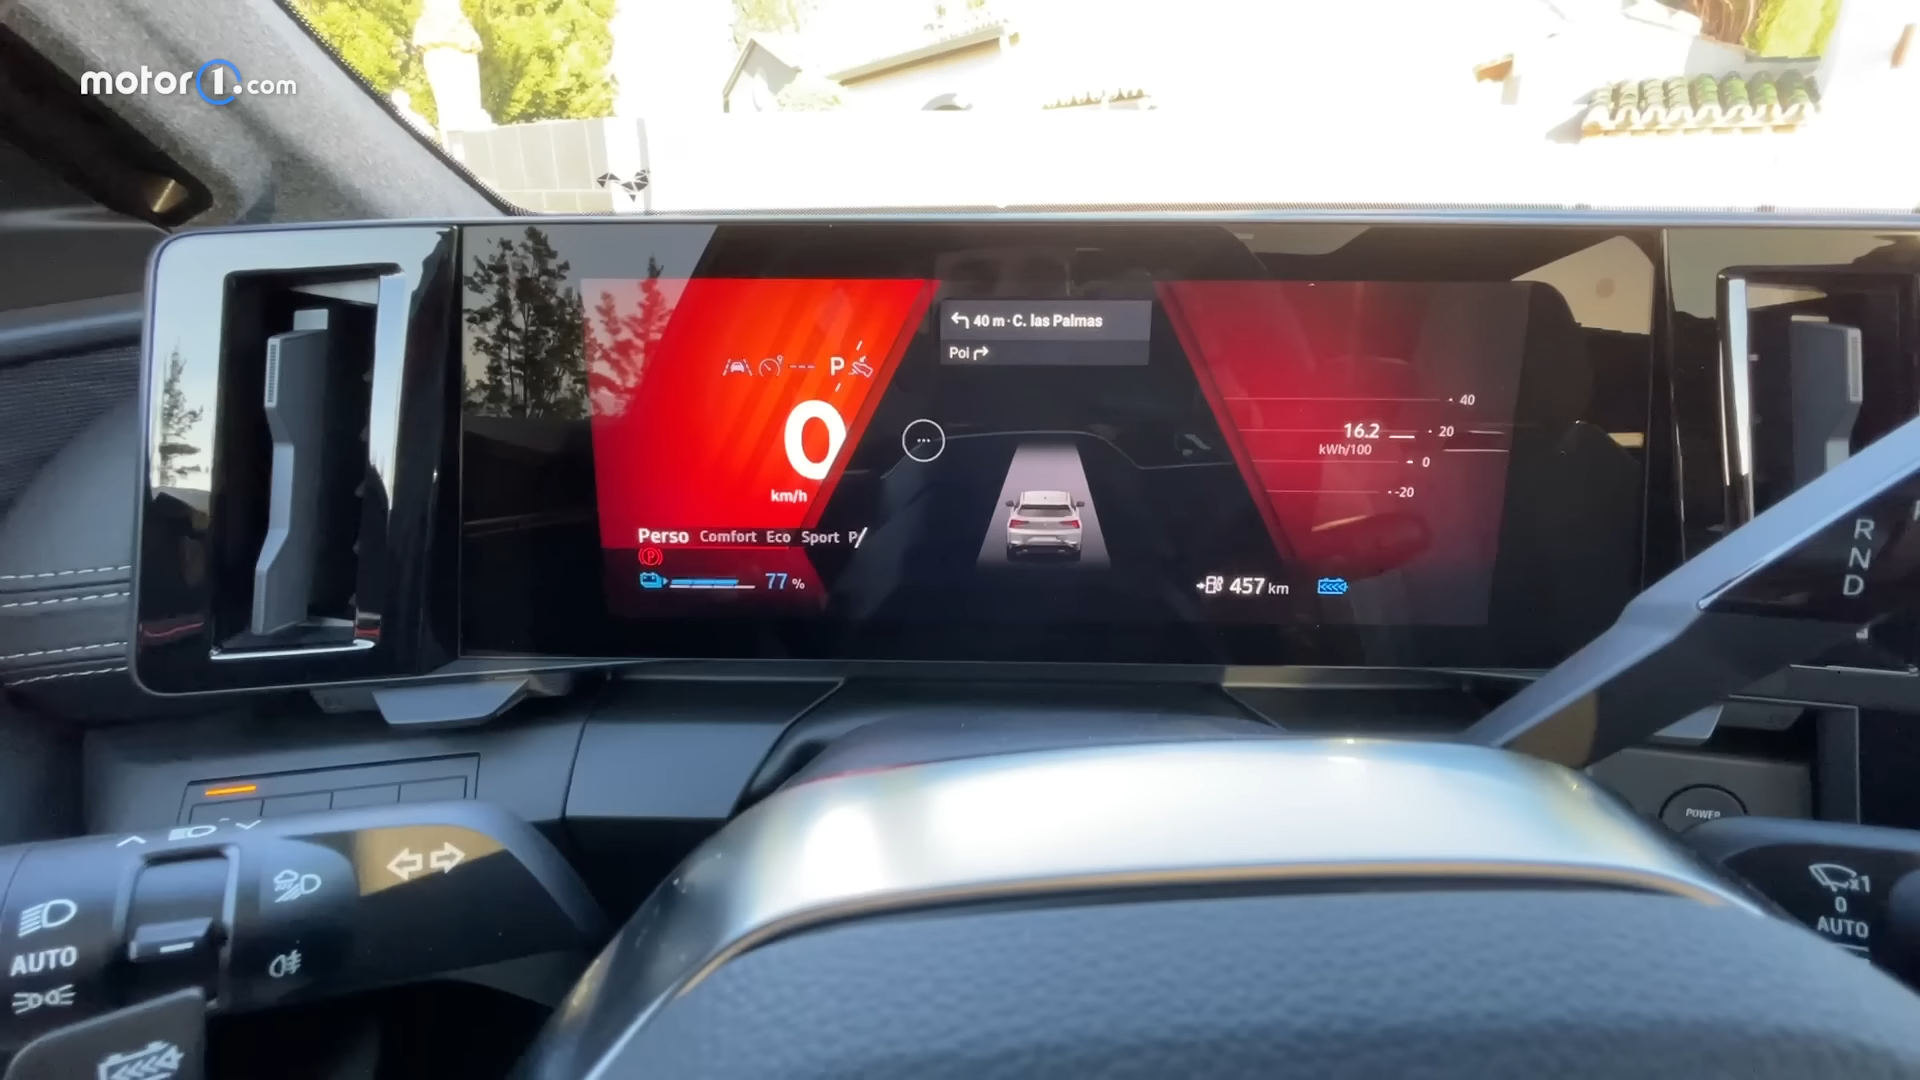 motor1.com
40 m · C. las Palmas
Poi
P
0
km/h
Perso Comfort Eco Sport P
77 %
40
16.2
20
kWh/100
0
-20
457 km
R
N
D
POWER
AUTO
x1
0
AUTO